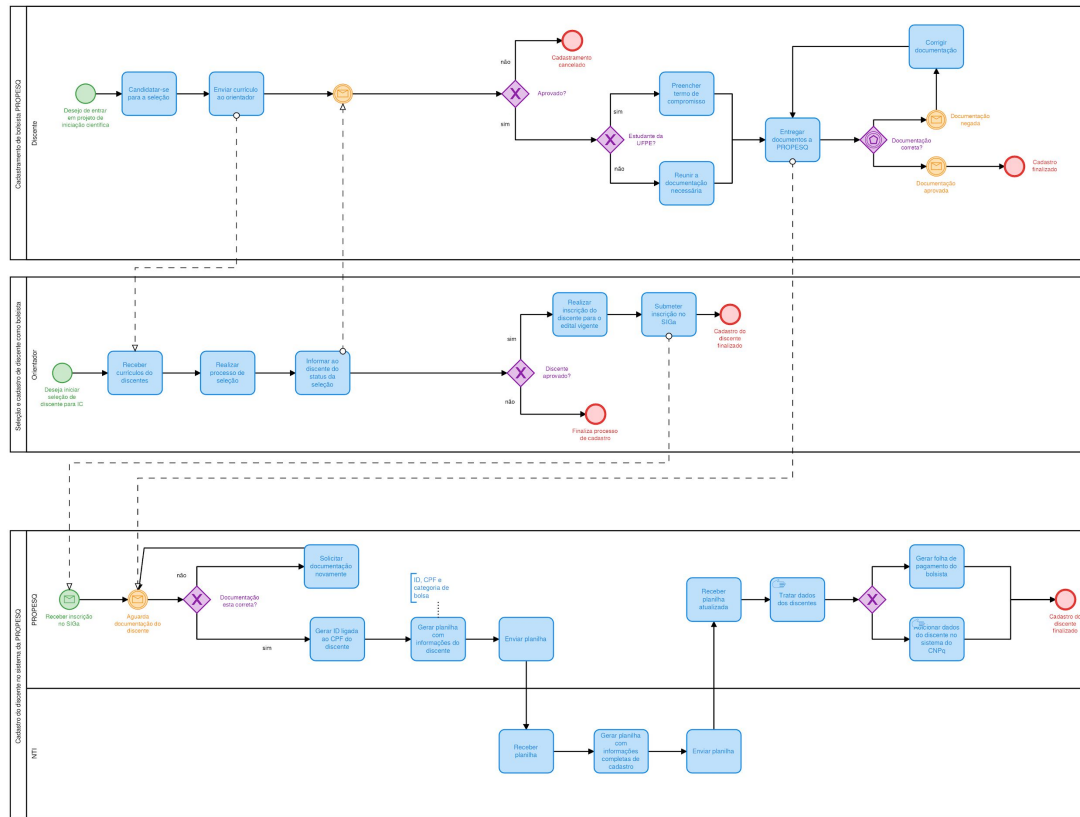 Cadastramento de bolsista PROPESQ
Discente
Desejo de entrar
em projeto de
iniciação científica
Candidatar-se
para a seleção
Enviar currículo
ao orientador
não
Cadastramento
cancelado
Aprovado?
sim
sim
Estudante da
UFPE?
não
Preencher
termo de
compromisso
Reunir a
documentação
necessária
Entregar
documentos a
PROPESQ
Documentação
correta?
Corrigir
documentação
Documentação
negada
Documentação
aprovada
Cadastro
finalizado
Seleção e cadastro de discente como bolsista
Orientador
Deseja iniciar
seleção de
discente para IC
Receber
currículos do
discentes
Realizar
processo de
seleção
Informar ao
discente do
status da
seleção
sim
Discente
aprovado?
não
Realizar
inscrição do
discente para o
edital vigente
Submeter
inscrição no
SIGa
Cadastro do
discente
finalizado
Finaliza processo
de cadastro
Cadastro do discente no sistema da PROPESQ
PROPESQ
Receber inscrição
no SIGa
Aguarda
documentação do
discente
não
Solicitar
documentação
novamente
Documentação
esta correta?
sim
Gerar ID ligada
ao CPF do
discente
ID, CPF e
categoria de
bolsa
Gerar planilha
com
informações do
discente
Enviar planilha
Receber
planilha
atualizada
Tratar dados
dos discentes
Gerar folha de
pagamento do
bolsista
Adicionar dados
do discente no
sistema do
CNPq
Cadastro do
discente
finalizado
NTI
Receber
planilha
Gerar planilha
com
informações
completas de
cadastro
Enviar planilha